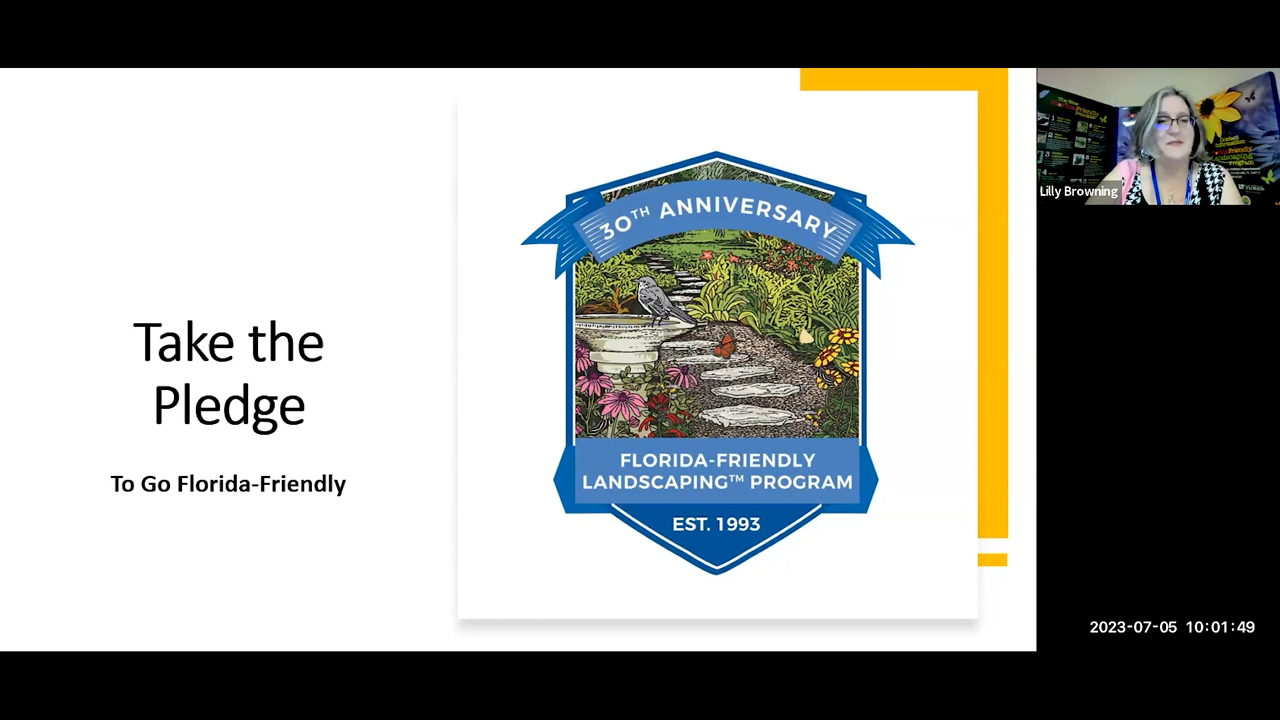 Take the
Pledge
To Go Florida-Friendly
30TH ANNIVERSARY
FLORIDA-FRIENDLY
LANDSCAPING™ PROGRAM
EST. 1993
Lilly Browning
2023-07-05 10:01:49